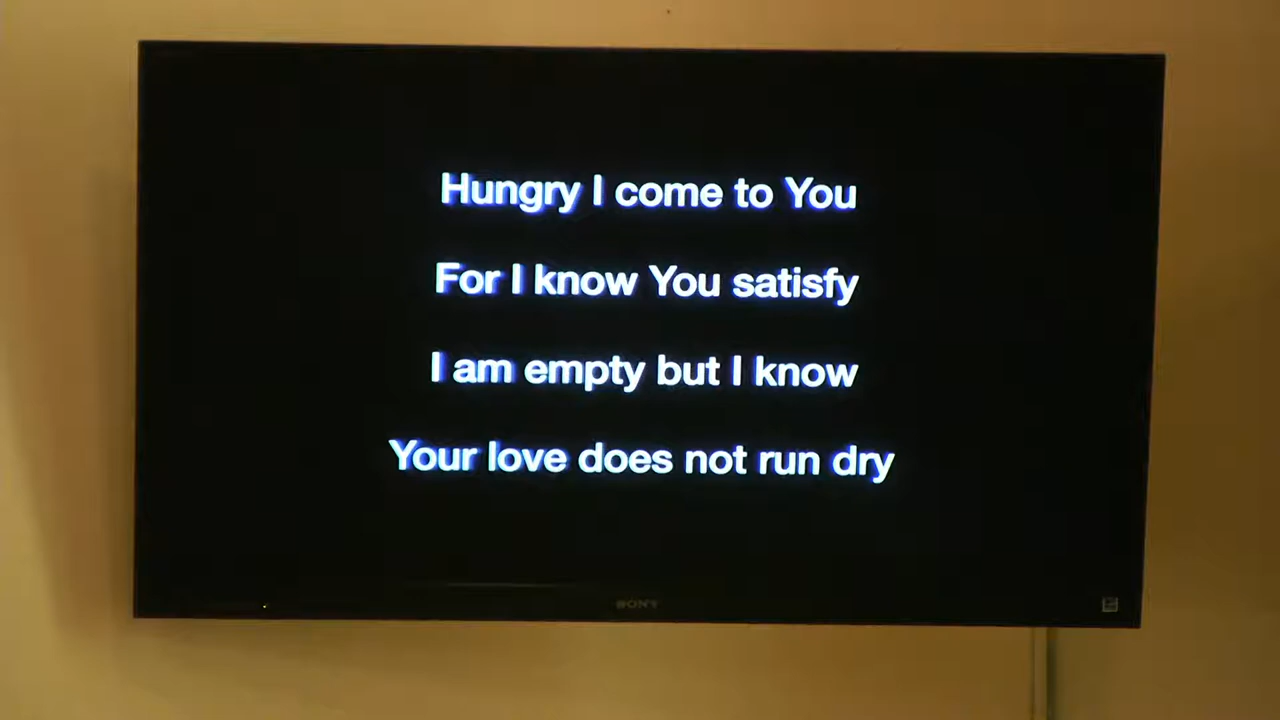 Hungry I come to You
For I know You satisfy
I am empty but I know
Your love does not run dry
SONY